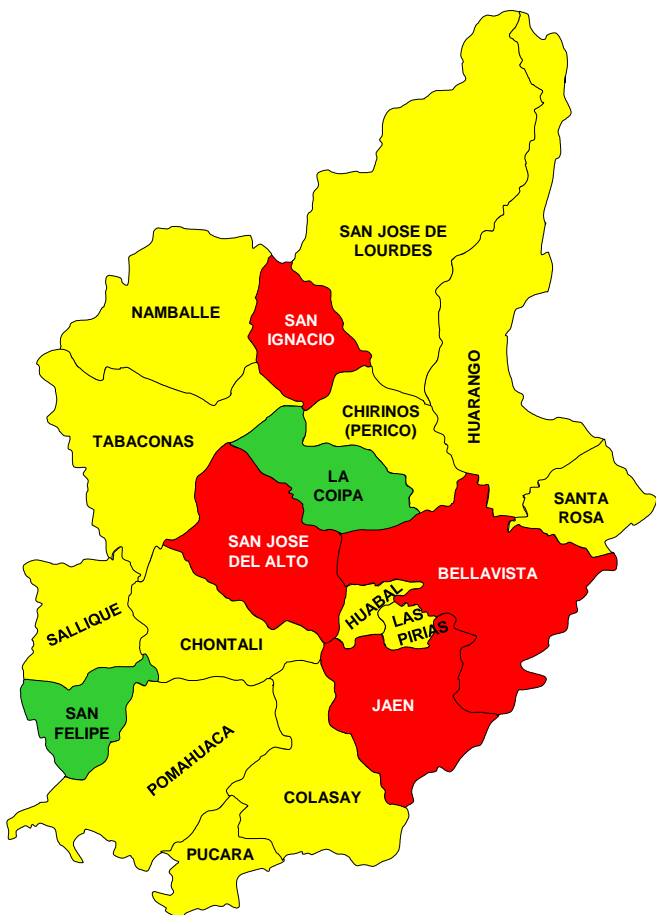 SAN JOSE DE
LOURDES
NAMBALLE
SAN
IGNACIO
HUARANGO
CHIRINOS
(PERICO)
TABACONAS
LA
COIPA
SANTA
ROSA
SAN JOSE
DEL ALTO
BELLAVISTA
HUABAL
LAS
PIRIAS
SALLIQUE
CHONTALI
JAEN
SAN
FELIPE
POMAHUACA
COLASAY
PUCARA